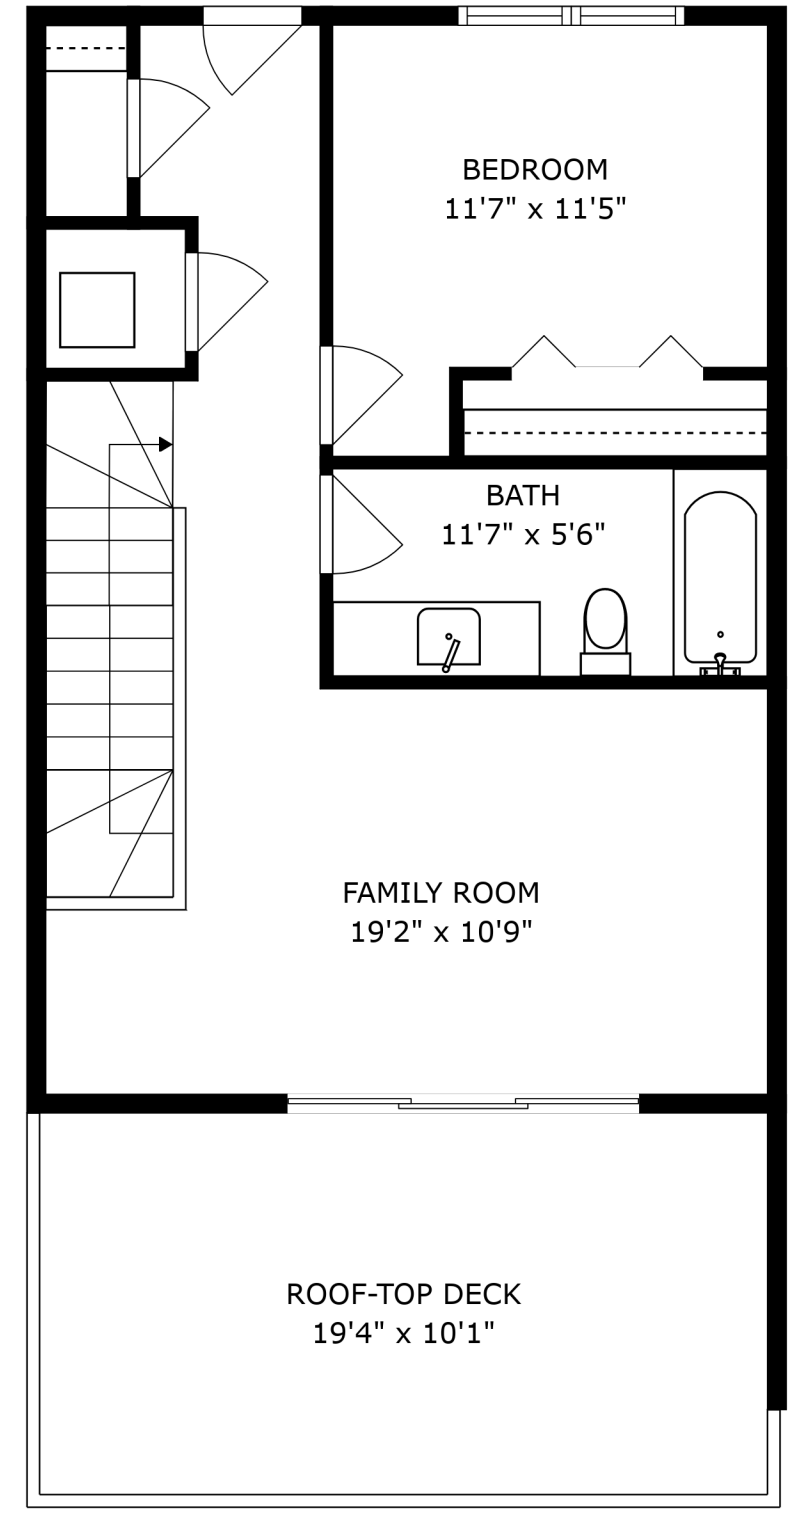 BEDROOM
11'7" x 11'5"
BATH
11'7" x 5'6"
FAMILY ROOM
19'2" x 10'9"
ROOF-TOP DECK
19'4" x 10'1"